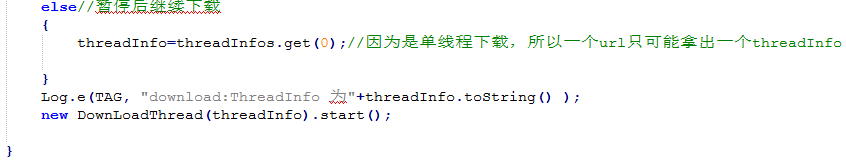 else//暂停后继续下载
{
threadInfo=threadInfos.get(0);//因为是单线程下载，所以一个url只可能拿出一个threadInfo
}
Log.e(TAG, "download:ThreadInfo 为"+threadInfo.toString() );
new DownLoadThread(threadInfo).start();
}